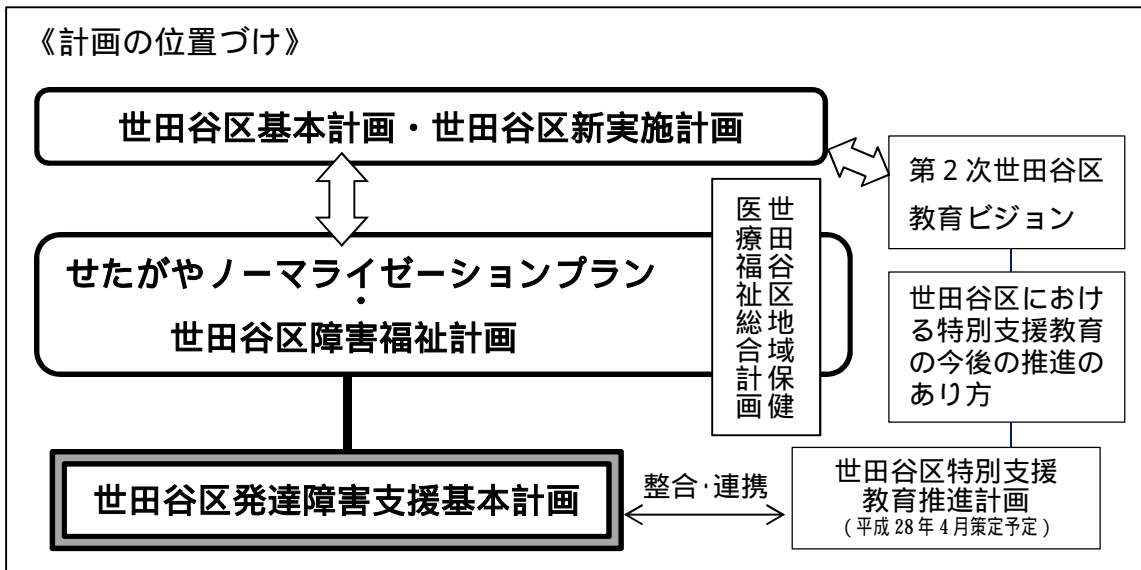 《計画の位置づけ》
世田谷区基本計画・世田谷区新実施計画
第2次世田谷区
教育ビジョン
世田谷区地域保健
医療福祉総合計画
せたがやノーマライゼーションプラン
・
世田谷区障害福祉計画
世田谷区におけ
る特別支援教育
の今後の推進の
あり方
世田谷区発達障害支援基本計画
整合・連携
世田谷区特別支援
教育推進計画
（平成28年4月策定予定）